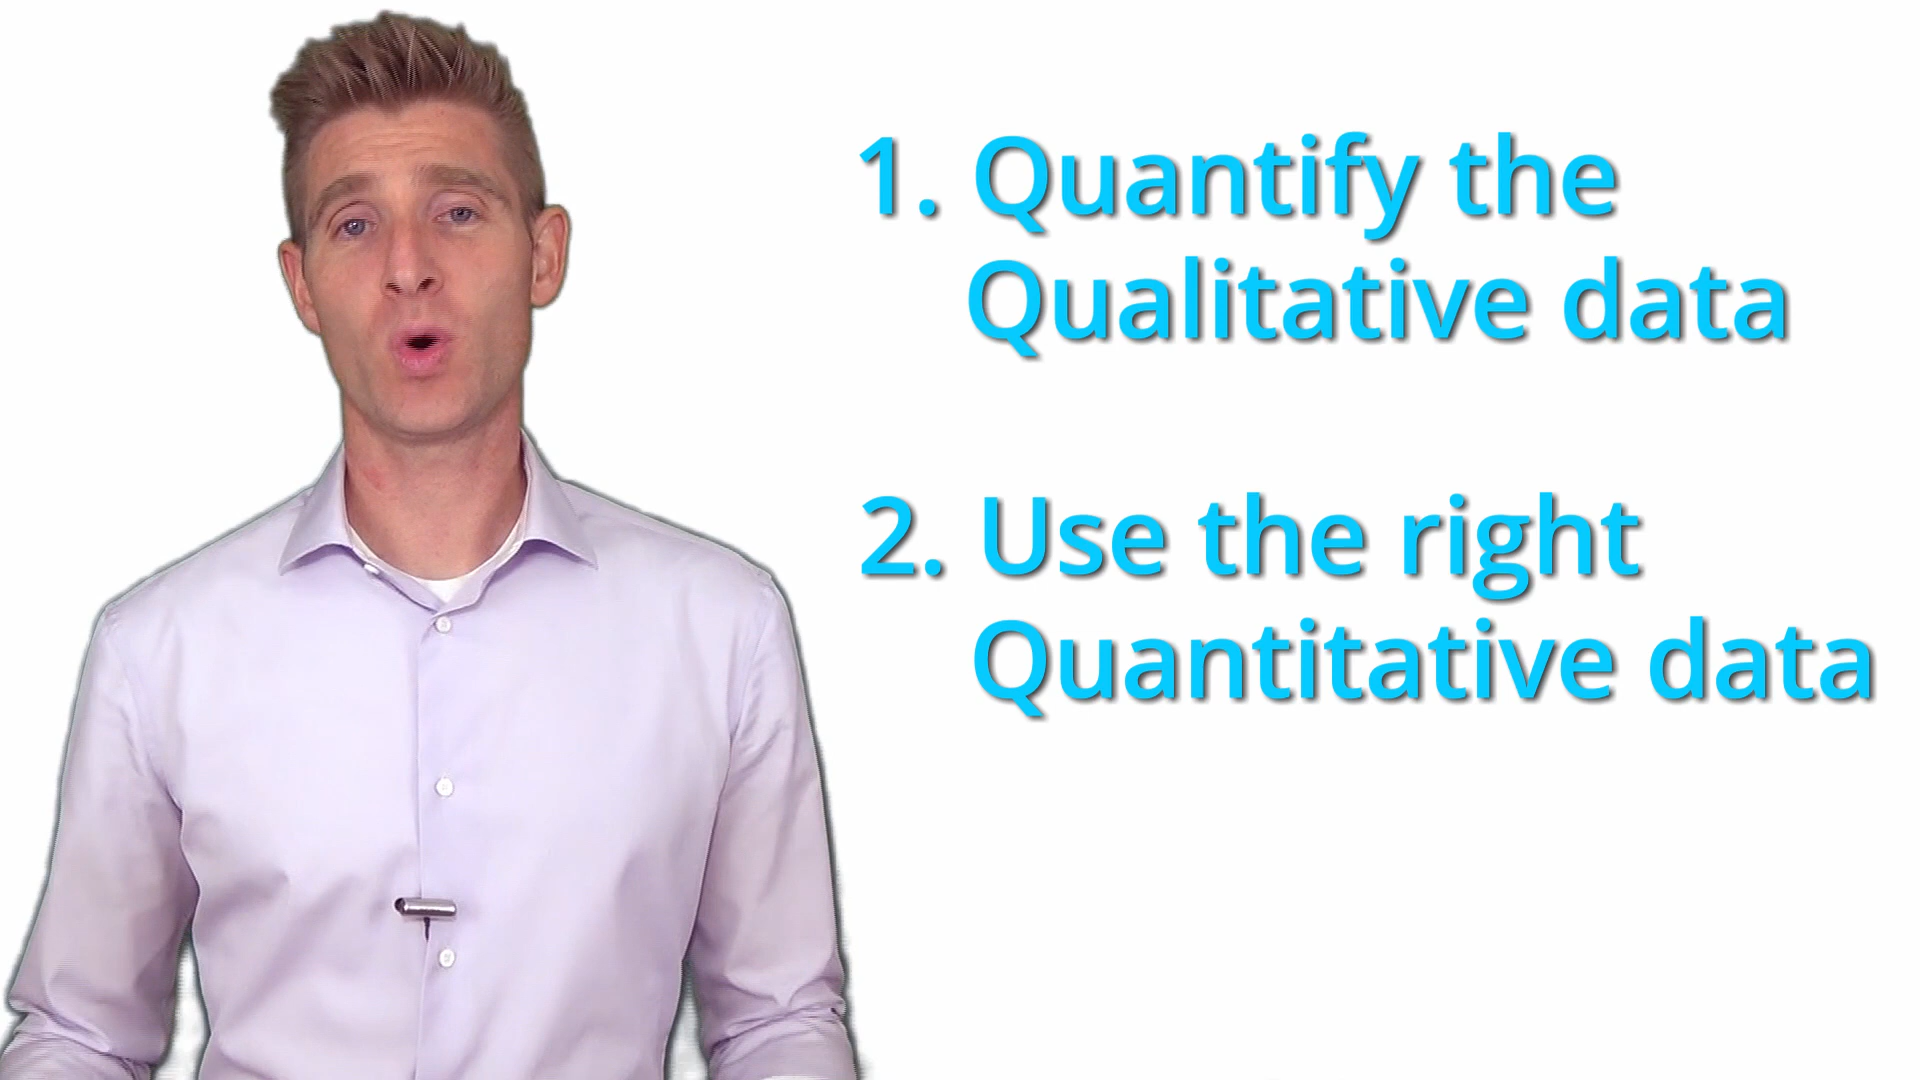 1. Quantify the
Qualitative data
2. Use the right
Quantitative data